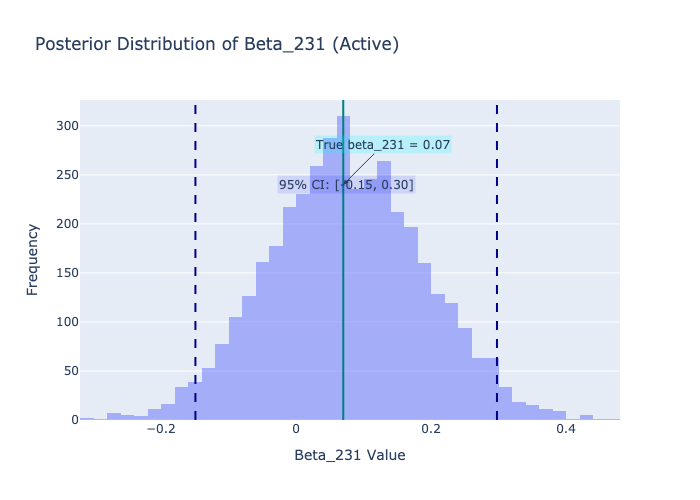 Posterior Distribution of Beta_231 (Active)
True beta_231 = 0.07
95% CI: [-0.15, 0.30]
Frequency
300
250
200
150
100
50
0
−0.2
0
0.2
0.4
Beta_231 Value